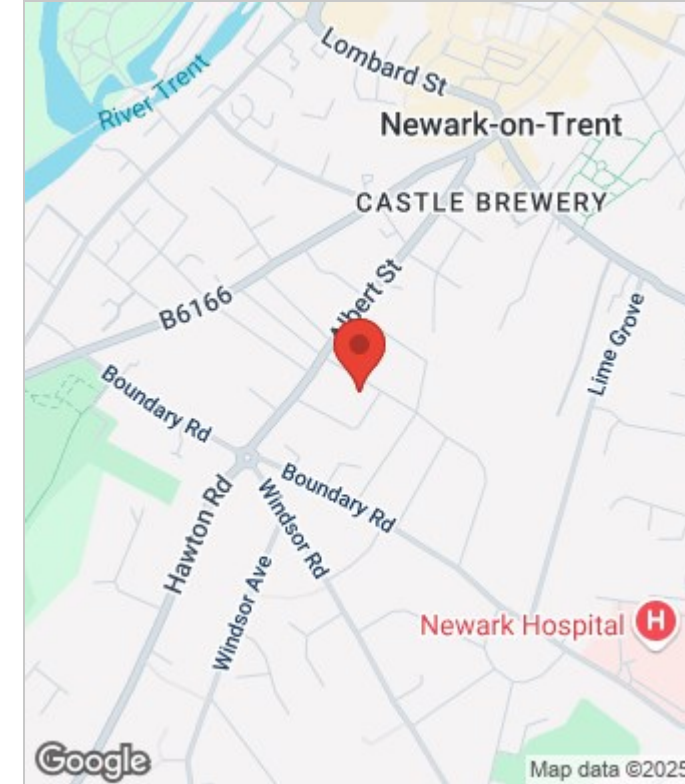 Lombard St
River Trent
Newark-on-Trent
CASTLE BREWERY
Albert St
B6166
Lime Grove
Boundary Rd
Boundary Rd
Hawton Rd
Windsor Rd
Windsor Ave
Newark Hospital
H
Google
Map data ©2025